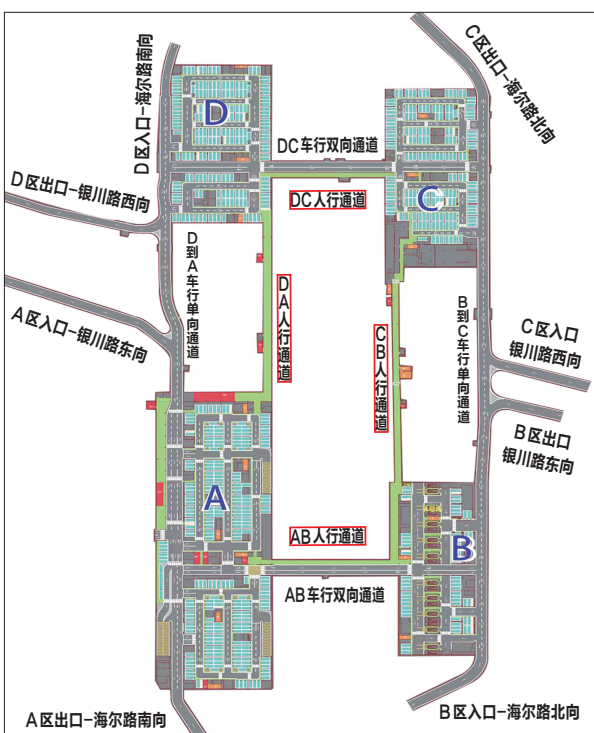 D区入口-海尔路南向
C区出口-海尔路北向
D
DC车行双向通道
D区出口-银川路西向
DC人行通道
C
D到A车行单向通道
DA人行通道
B到C车行单向通道
A区入口-银川路东向
CB人行通道
C区入口
银川路西向
B区出口
银川路东向
A
AB人行通道
B
AB车行双向通道
A区出口-海尔路南向
B区入口-海尔路北向